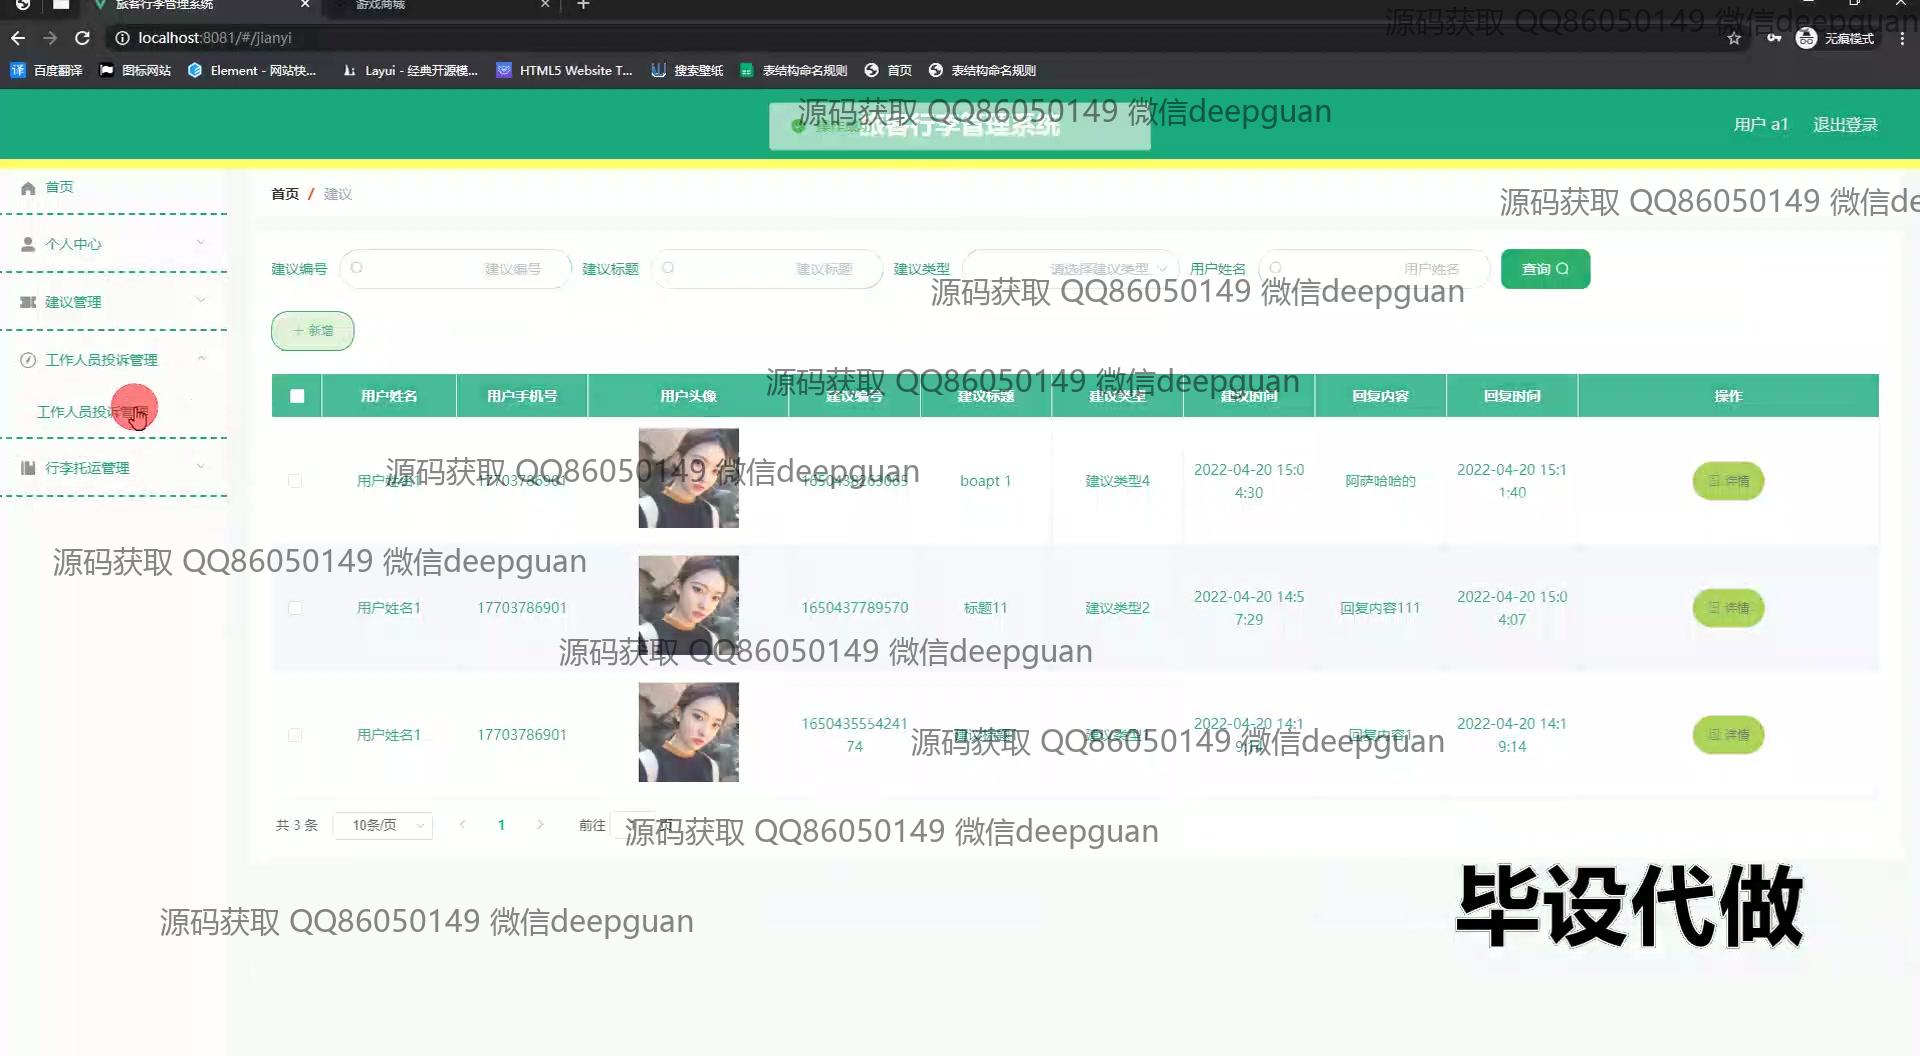 旅客行李管理系统
游戏商城
localhost:8081/#/jianyi
无痕模式
百度翻译
图标网站
Element - 网站快...
Layui - 经典开源模...
HTML5 Website T...
搜索壁纸
表结构命名规则
首页
表结构命名规则
源码获取 QQ86050149 微信deepguan
源码获取 QQ86050149 微信deepguan
旅客行李管理系统
用户 a1
退出登录
源码获取 QQ86050149 微信de
首页
个人中心
建议管理
工作人员投诉管理
工作人员投诉管理
行李托运管理
首页 / 建议
建议编号 建议编号
建议标题 建议标题
建议类型 请选择建议类型
用户姓名 用户姓名
查询
源码获取 QQ86050149 微信deepguan
+ 新增
源码获取 QQ86050149 微信deepguan
用户姓名 用户手机号 用户头像 建议编号 建议标题 建议类型 建议时间 回复内容 回复时间 操作
源码获取 QQ86050149 微信deepguan
用户姓名1 17703786901 boapt 1 建议类型4 2022-04-20 15:04:30 阿萨哈哈的 2022-04-20 15:11:40 详情
源码获取 QQ86050149 微信deepguan
用户姓名1 17703786901 1650437789570 标题11 建议类型2 2022-04-20 14:57:29 回复内容111 2022-04-20 15:04:07 详情
源码获取 QQ86050149 微信deepguan
用户姓名1 17703786901 165043555424174 建议标题1 建议类型1 2022-04-20 14:1 回复内容1 2022-04-20 14:19:14 详情
源码获取 QQ86050149 微信deepguan
共 3 条 10条/页 1 前往 页
源码获取 QQ86050149 微信deepguan
毕设代做
源码获取 QQ86050149 微信deepguan